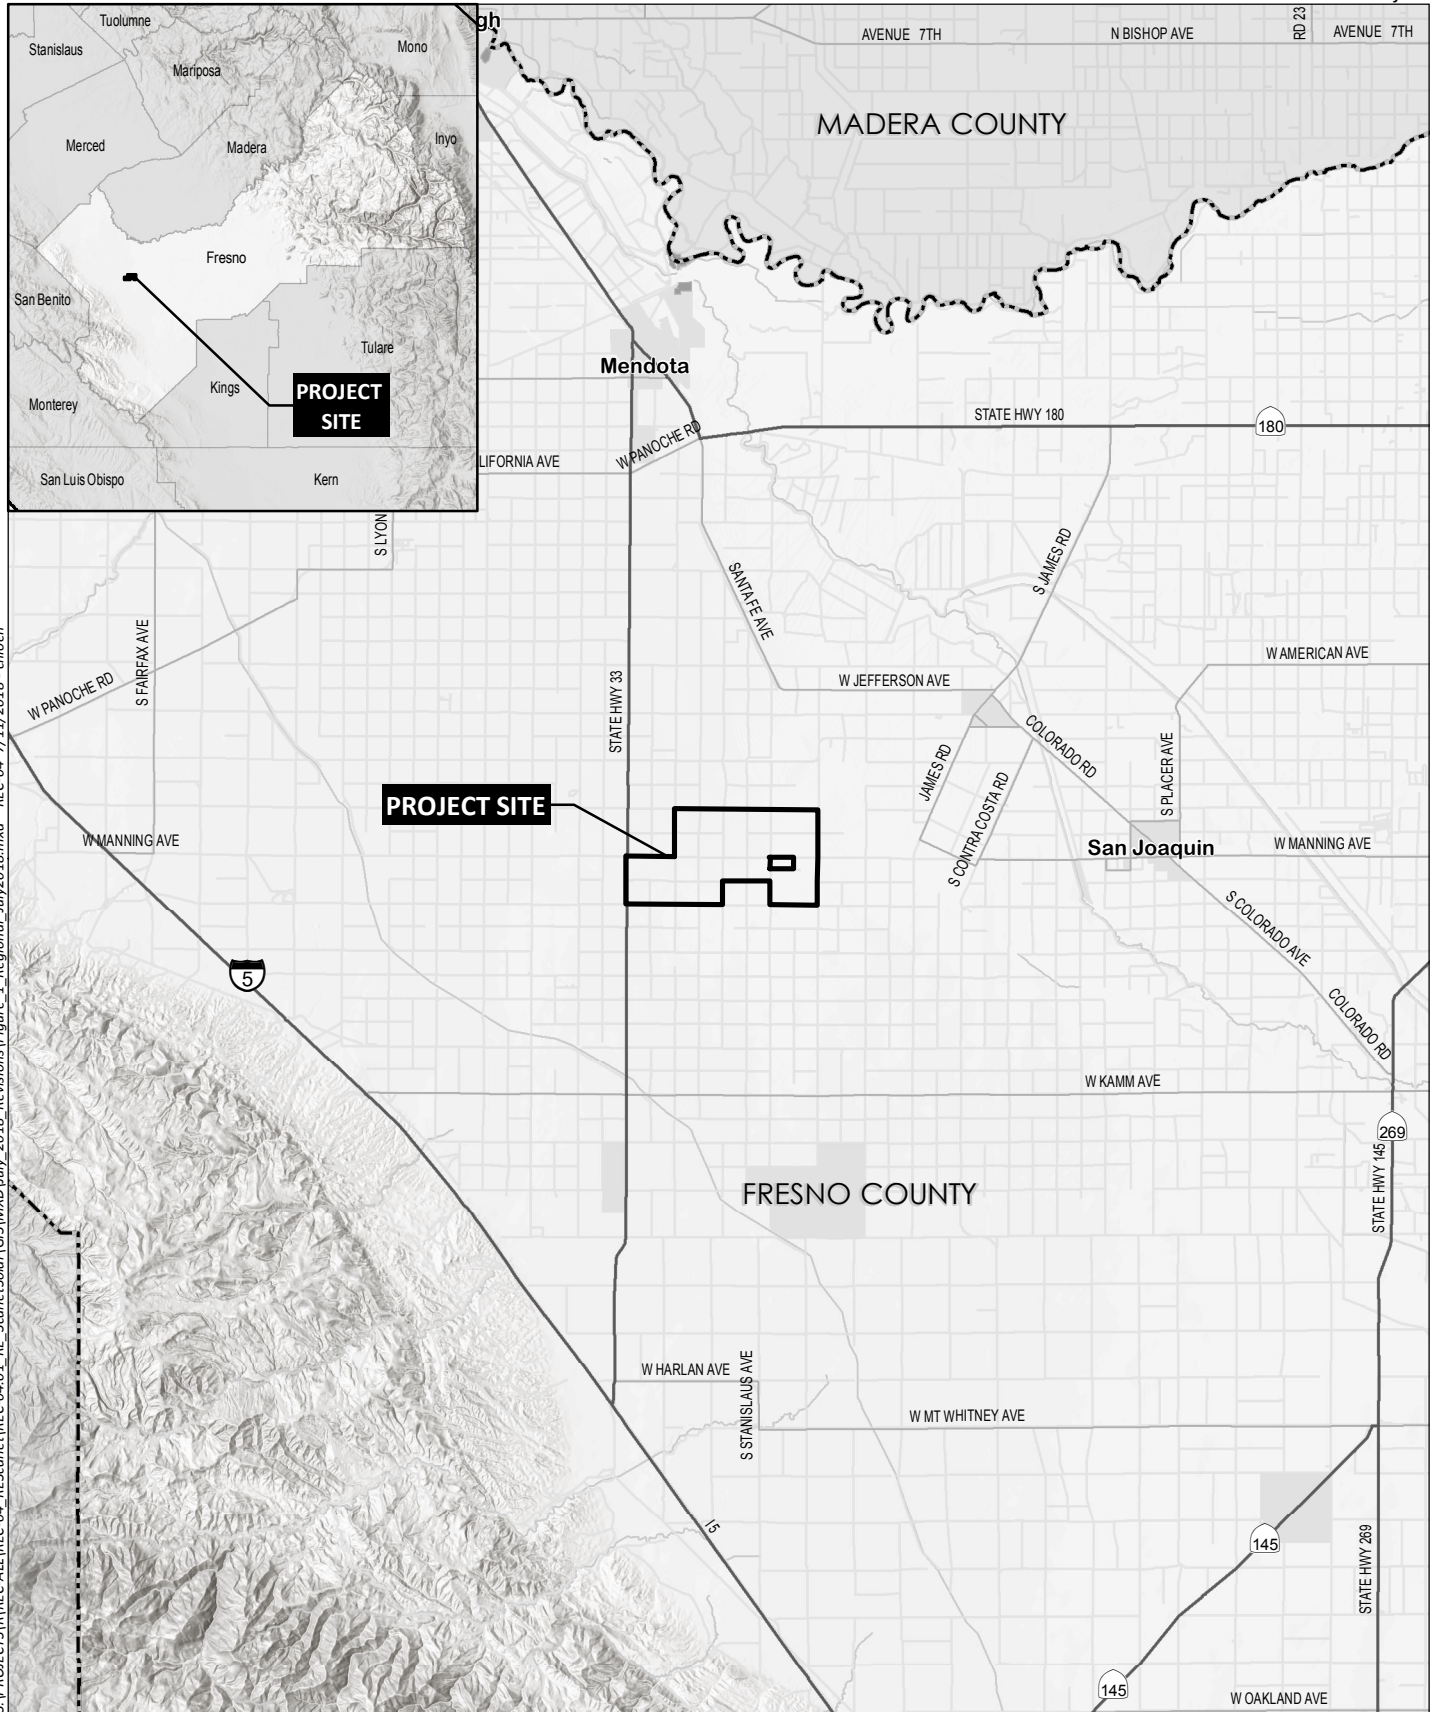 Tuolumne
Stanislaus
Mono
Mariposa
Merced
Madera
Inyo
Fresno
San Benito
Tulare
Kings
PROJECT
SITE
Monterey
San Luis Obispo
Kern
gh
AVENUE 7TH
N BISHOP AVE
RD 23
AVENUE 7TH
MADERA COUNTY
Mendota
STATE HWY 180
180
W PANOCHE RD
LIFORNIA AVE
S LYON
SANTA FE AVE
S JAMES RD
S FAIRFAX AVE
W PANOCHE RD
W AMERICAN AVE
W JEFFERSON AVE
STATE HWY 33
COLORADO RD
JAMES RD
S CONTRA COSTA RD
S PLACER AVE
PROJECT SITE
W MANNING AVE
San Joaquin
W MANNING AVE
S COLORADO AVE
5
COLORADO RD
W KAMM AVE
269
STATE HWY 145
FRESNO COUNTY
W HARLAN AVE
S STANISLAUS AVE
W MT WHITNEY AVE
I5
145
STATE HWY 269
145
W OAKLAND AVE